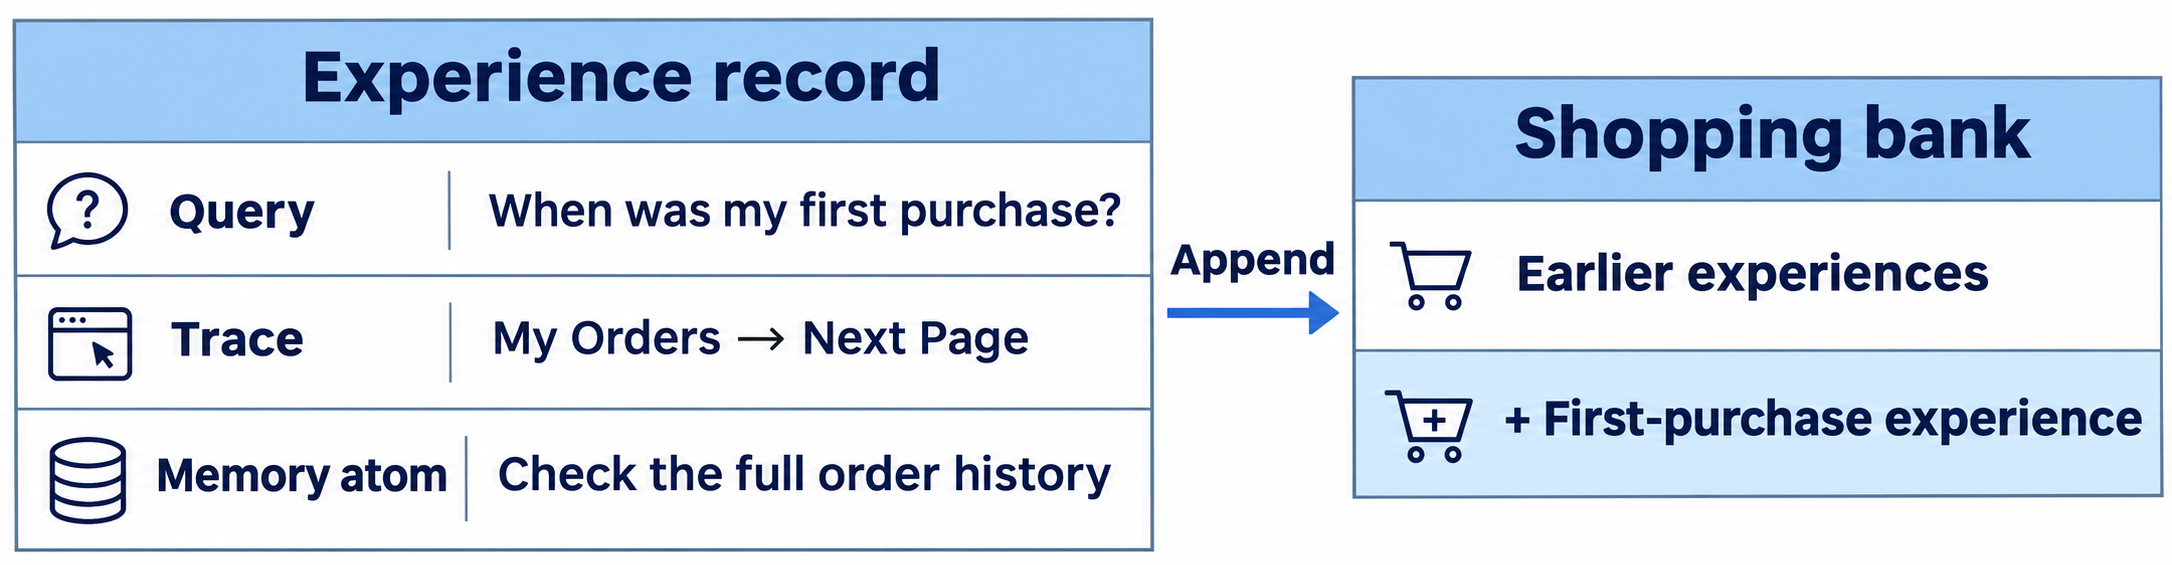 Experience record
Query When was my first purchase?
Trace My Orders → Next Page
Memory atom Check the full order history
Append
Shopping bank
Earlier experiences
+ First-purchase experience